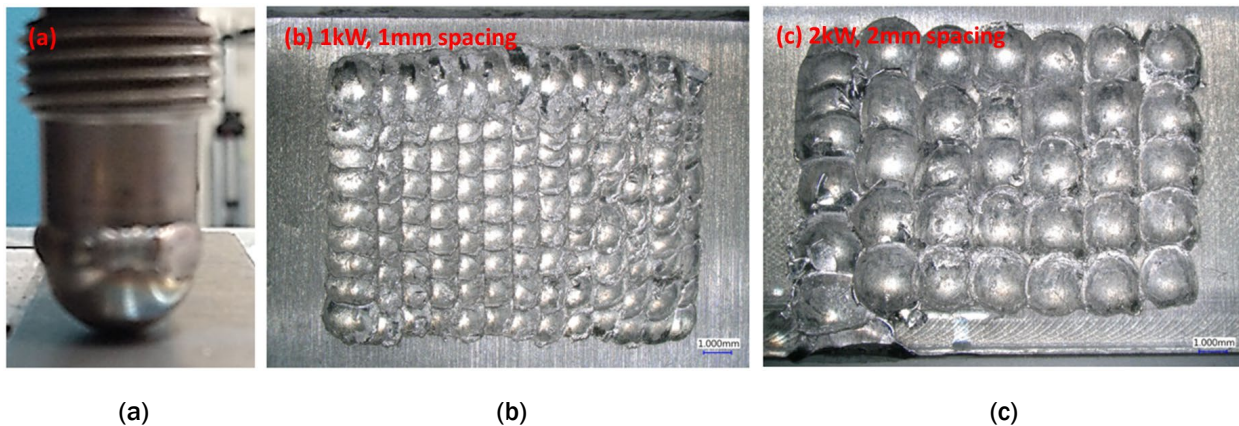 (a)
(b) 1kW, 1mm spacing
(c) 2kW, 2mm spacing
1.000mm
1.000mm
(a)
(b)
(c)